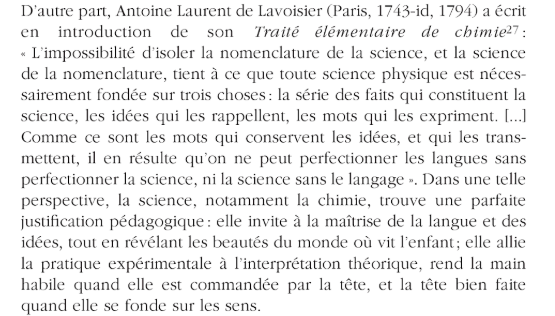 D'autre part, Antoine Laurent de Lavoisier (Paris, 1743-id, 1794) a écrit
en introduction de son Traité élémentaire de chimie27 :
« L'impossibilité d'isoler la nomenclature de la science, et la science
de la nomenclature, tient à ce que toute science physique est néces-
sairement fondée sur trois choses : la série des faits qui constituent la
science, les idées qui les rappellent, les mots qui les expriment. [...]
Comme ce sont les mots qui conservent les idées, et qui les trans-
mettent, il en résulte qu'on ne peut perfectionner les langues sans
perfectionner la science, ni la science sans le langage ». Dans une telle
perspective, la science, notamment la chimie, trouve une parfaite
justification pédagogique : elle invite à la maîtrise de la langue et des
idées, tout en révélant les beautés du monde où vit l'enfant ; elle allie
la pratique expérimentale à l'interprétation théorique, rend la main
habile quand elle est commandée par la tête, et la tête bien faite
quand elle se fonde sur les sens.